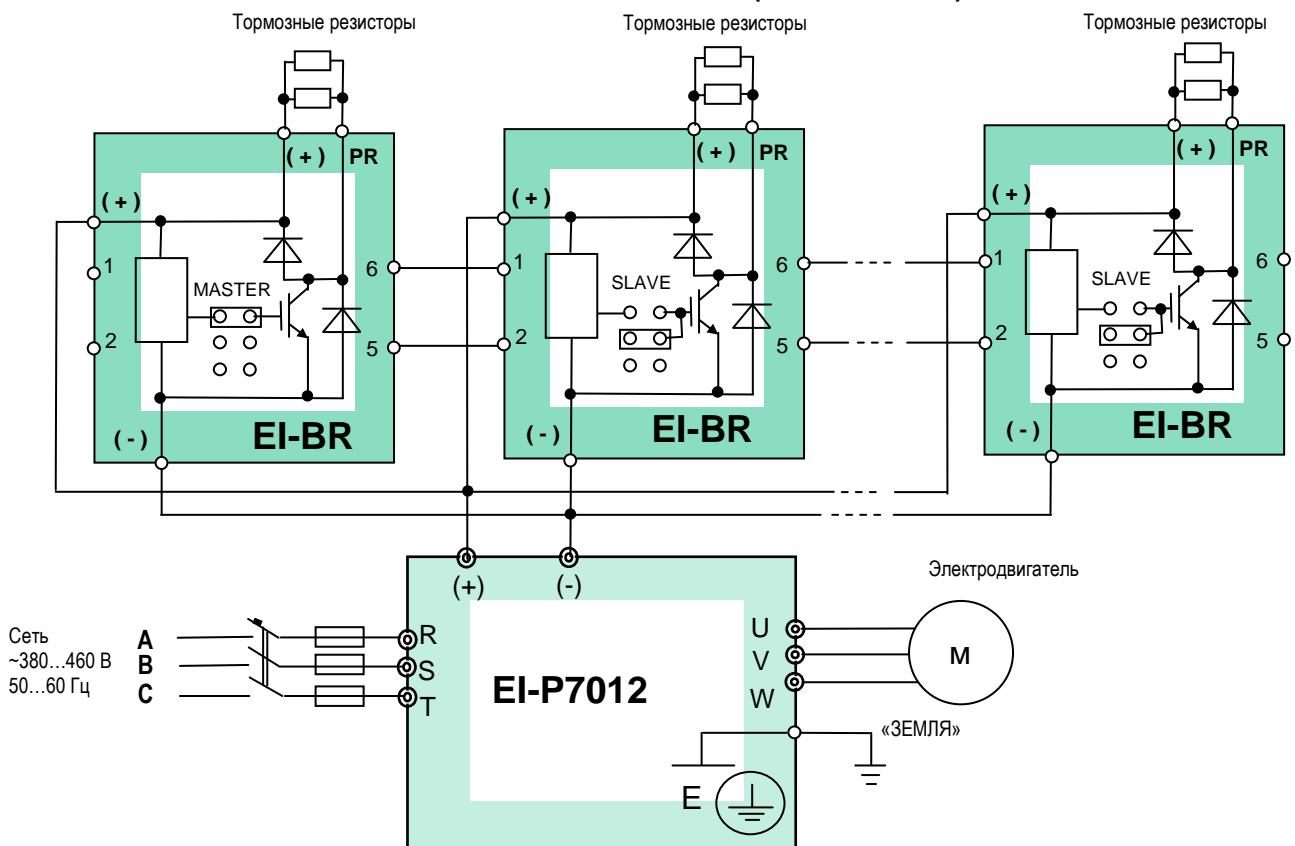 Тормозные резисторы
Тормозные резисторы
Тормозные резисторы
(+) PR
(+) PR
(+) PR
(+)
(+)
(+)
1
6
1
6
1
6
MASTER
SLAVE
SLAVE
2
5
2
5
2
5
(-)
EI-BR
(-)
EI-BR
(-)
EI-BR
(+)
(-)
Электродвигатель
Сеть
~380...460 В
50...60 Гц
A
B
C
R
S
T
EI-P7012
U
V
W
M
«ЗЕМЛЯ»
E